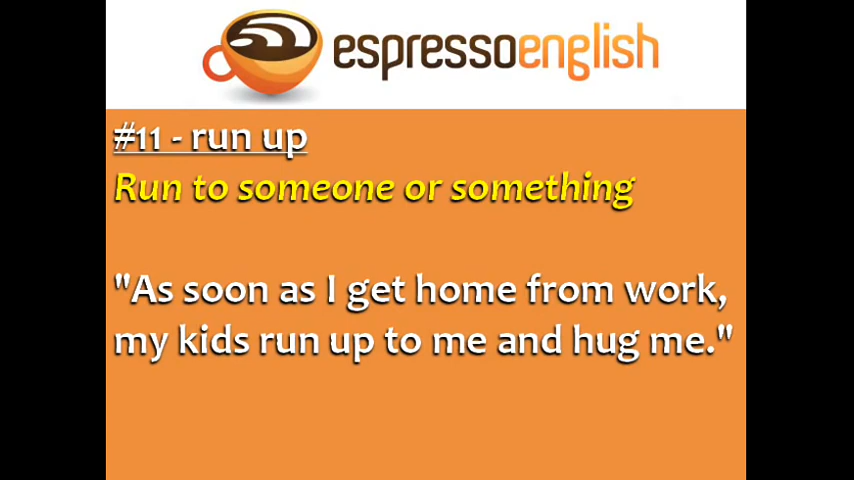 espressoenglish
#11 - run up
Run to someone or something
"As soon as I get home from work,
my kids run up to me and hug me."